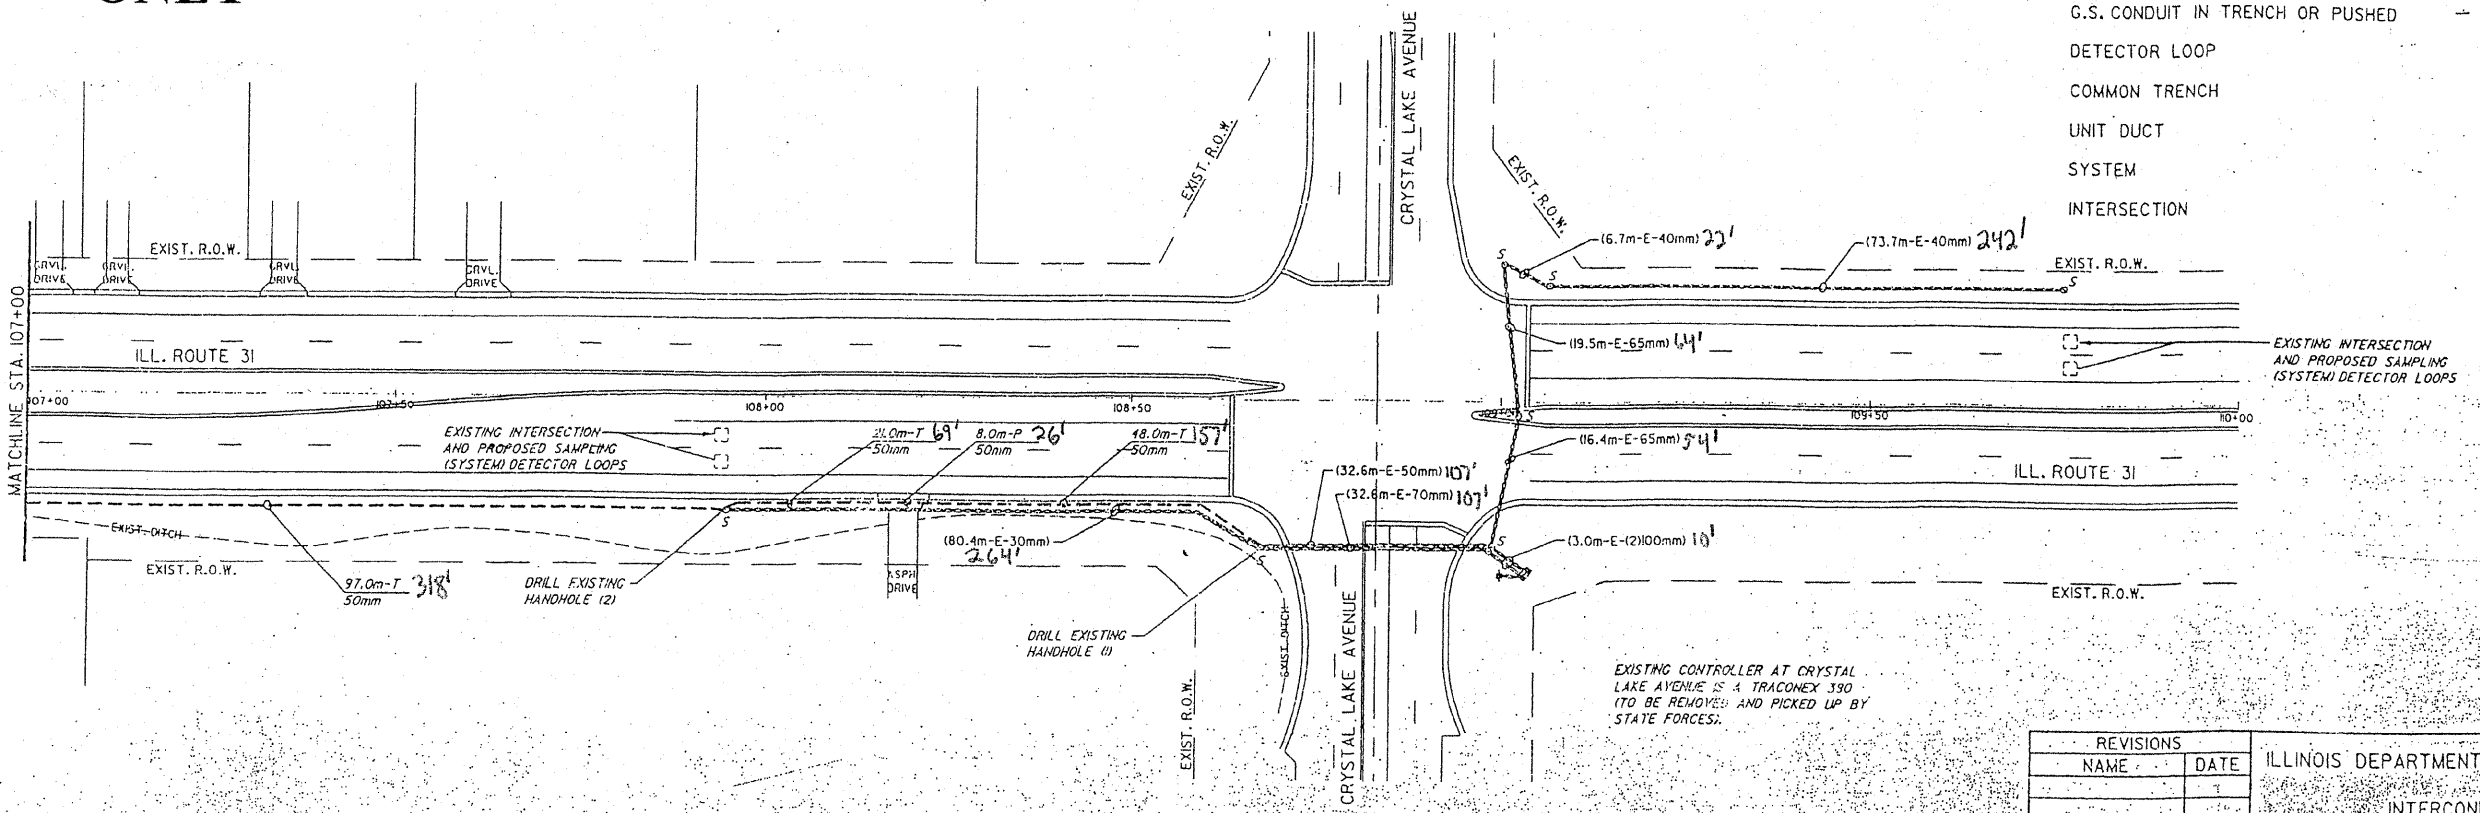 G.S. CONDUIT IN TRENCH OR PUSHED
DETECTOR LOOP
COMMON TRENCH
UNIT DUCT
SYSTEM
INTERSECTION
CRYSTAL LAKE AVENUE
EXIST. R.O.W.
EXIST. R.O.W.
EXIST. R.O.W.
EXIST. R.O.W.
(6.7m-E-40mm) 22'
(73.7m-E-40mm) 242'
S
S
S
GRVL. DRIVE
GRVL. DRIVE
GRVL. DRIVE
GRVL. DRIVE
MATCHLINE STA. 107+00
ILL. ROUTE 31
(19.5m-E-65mm) 64'
EXISTING INTERSECTION
AND PROPOSED SAMPLING
(SYSTEM) DETECTOR LOOPS
107+00
107+50
108+00
108+50
S
109+50
110+00
EXISTING INTERSECTION
AND PROPOSED SAMPLING
(SYSTEM) DETECTOR LOOPS
21.0m-T 69'
50mm
8.0m-P 26'
50mm
48.0m-T 157'
50mm
(16.4m-E-65mm) 54'
(32.6m-E-50mm) 107'
(32.6m-E-70mm) 107'
ILL. ROUTE 31
S
EXIST. DITCH
(80.4m-E-30mm)
264'
S
S
(3.0m-E-(2)100mm) 10'
EXIST. R.O.W.
97.0m-T 318'
50mm
DRILL EXISTING
HANDHOLE (2)
ASPH
DRIVE
EXIST. R.O.W.
DRILL EXISTING
HANDHOLE (1)
EXIST. DITCH
EXIST. R.O.W.
CRYSTAL LAKE AVENUE
EXISTING CONTROLLER AT CRYSTAL
LAKE AVENUE IS A TRACONEX 390
(TO BE REMOVED AND PICKED UP BY
STATE FORCES).
REVISIONS
NAME DATE
ILLINOIS DEPARTMENT